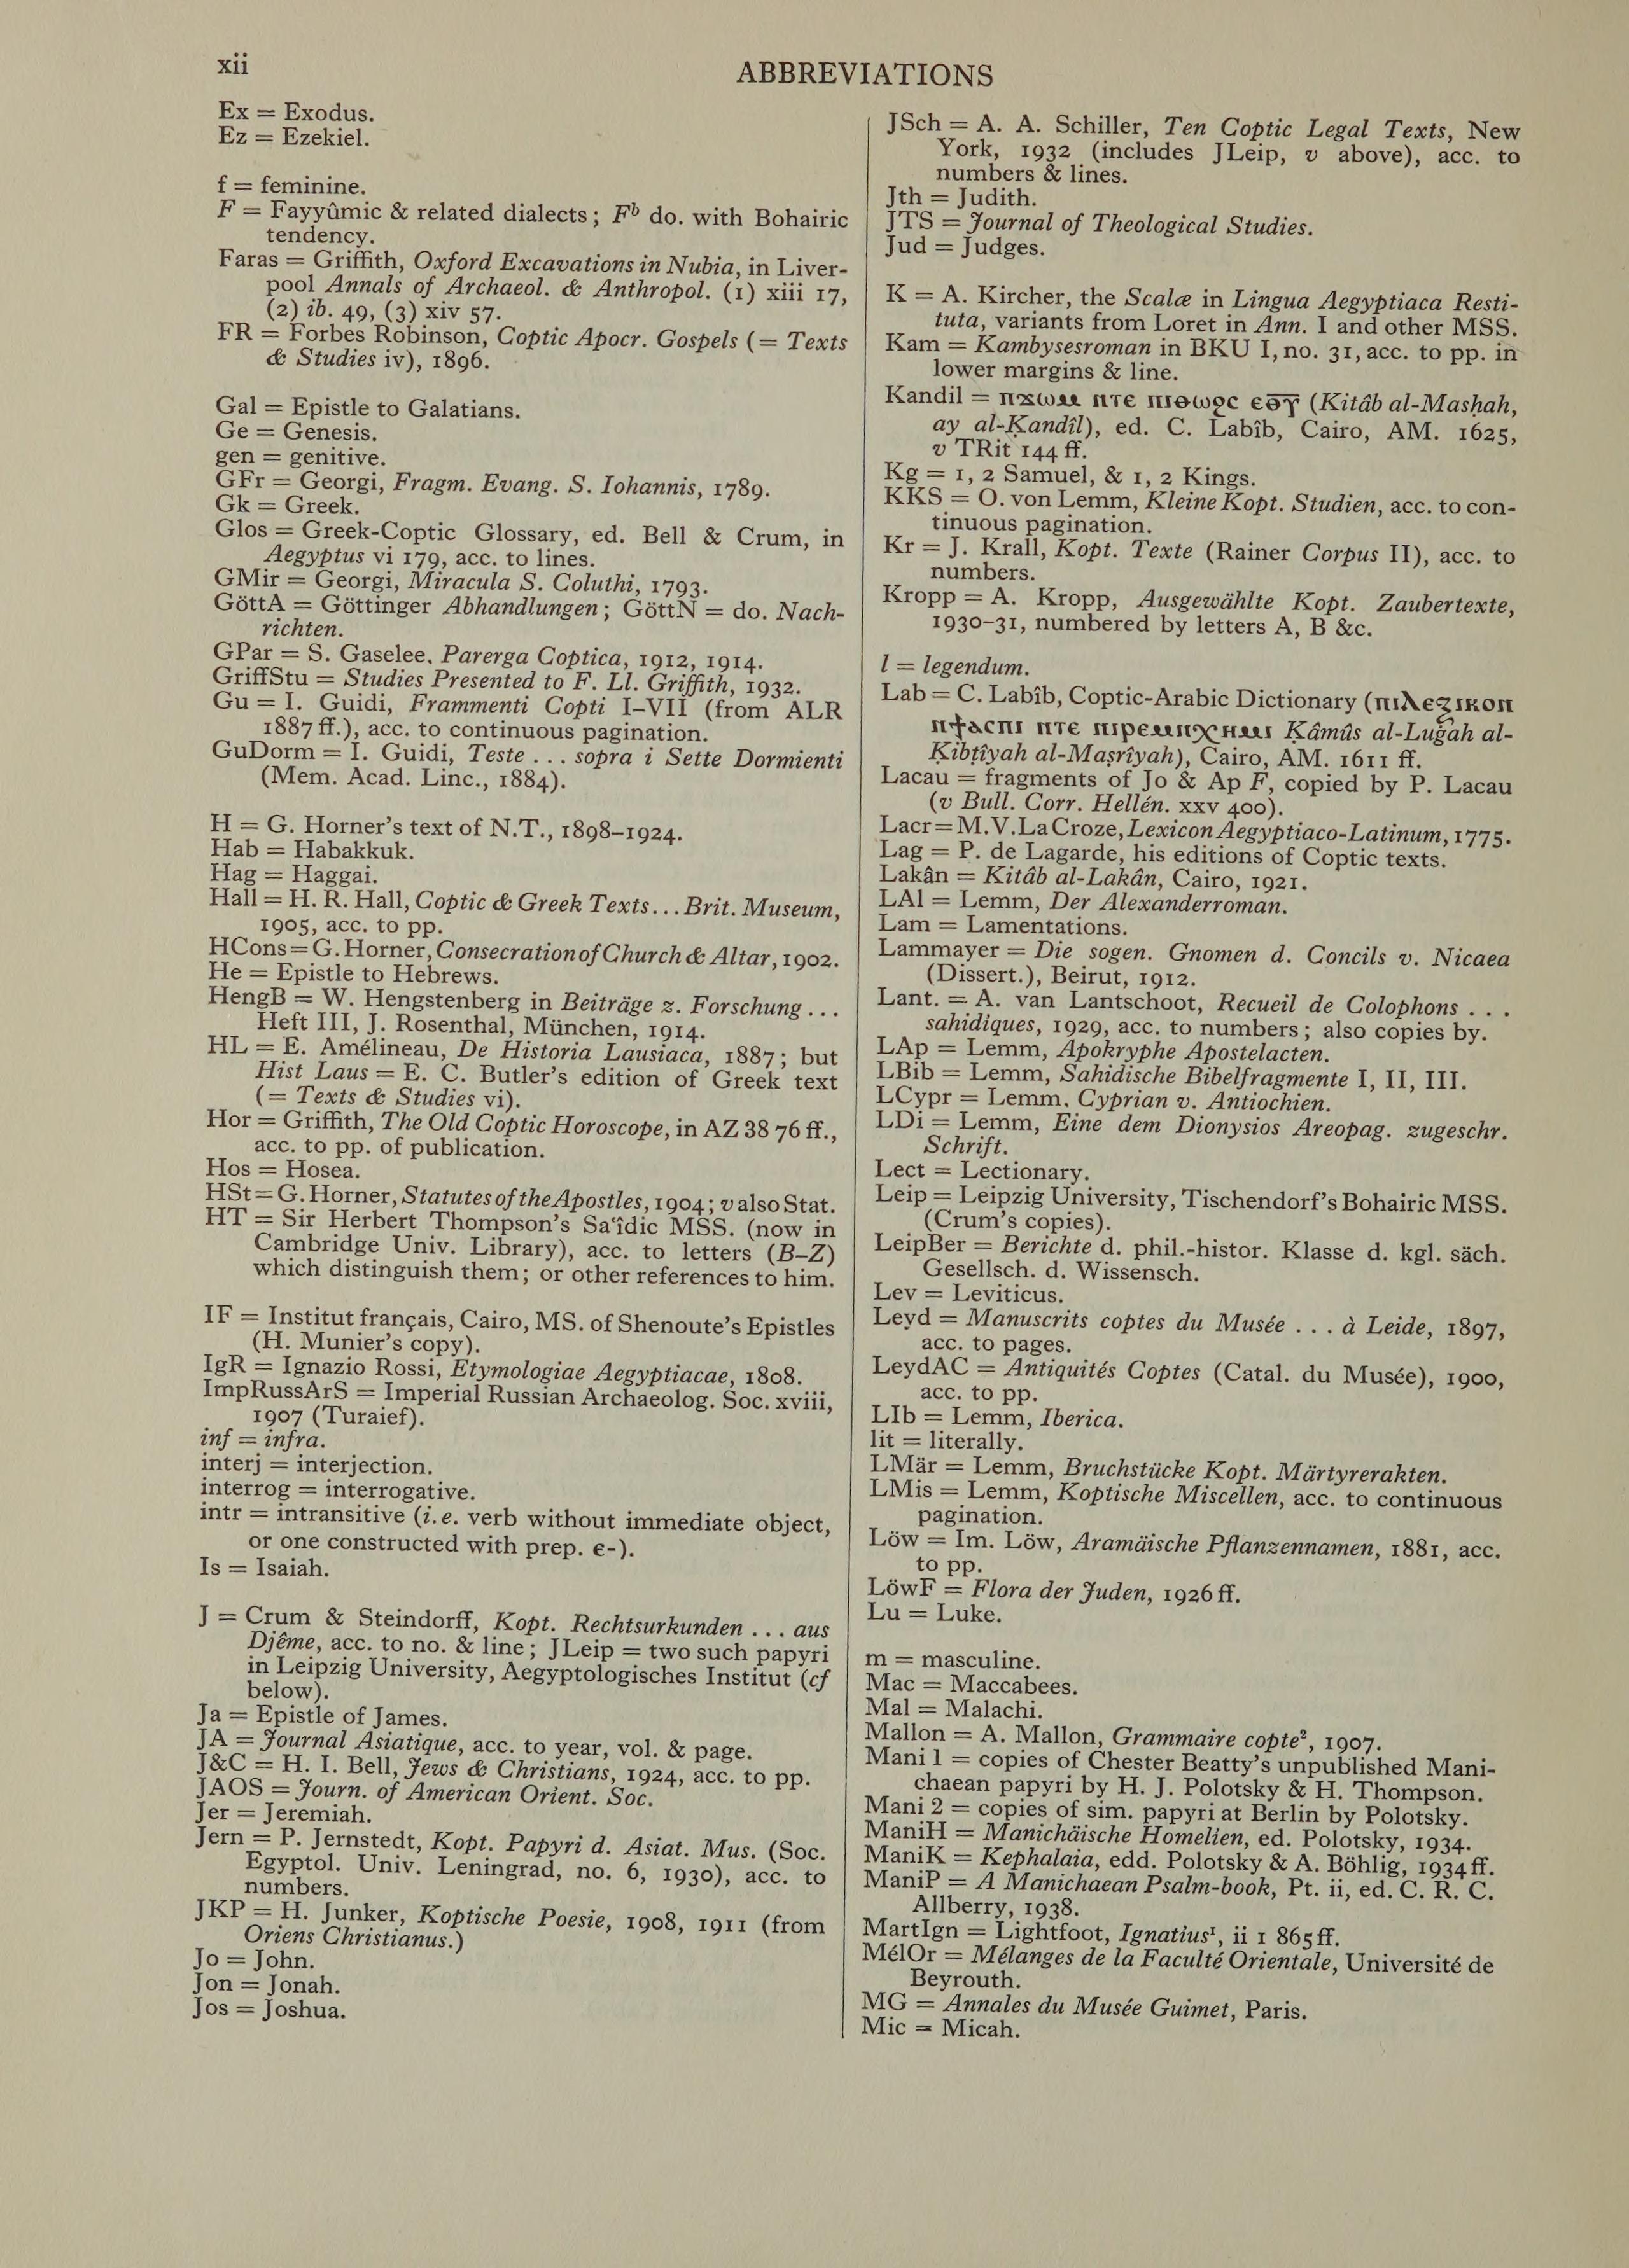 xii
ABBREVIATIONS
Ex = Exodus.
Ez = Ezekiel.
f = feminine.
F = Fayyûmic & related dialects; Fᵇ do. with Bohairic
tendency.
Faras = Griffith, Oxford Excavations in Nubia, in Liver-
pool Annals of Archaeol. & Anthropol. (1) xiii 17,
(2) ib. 49, (3) xiv 57.
FR = Forbes Robinson, Coptic Apocr. Gospels (= Texts
& Studies iv), 1896.
Gal = Epistle to Galatians.
Ge = Genesis.
gen = genitive.
GFr = Georgi, Fragm. Evang. S. Iohannis, 1789.
Gk = Greek.
Glos = Greek-Coptic Glossary, ed. Bell & Crum, in
Aegyptus vi 179, acc. to lines.
GMir = Georgi, Miracula S. Coluthi, 1793.
GöttA = Göttinger Abhandlungen; GöttN = do. Nach-
richten.
GPar = S. Gaselee. Parerga Coptica, 1912, 1914.
GriffStu = Studies Presented to F. Ll. Griffith, 1932.
Gu = I. Guidi, Frammenti Copti I–VII (from ALR
1887 ff.), acc. to continuous pagination.
GuDorm = I. Guidi, Teste ... sopra i Sette Dormienti
(Mem. Acad. Linc., 1884).
H = G. Horner's text of N.T., 1898–1924.
Hab = Habakkuk.
Hag = Haggai.
Hall = H. R. Hall, Coptic & Greek Texts... Brit. Museum,
1905, acc. to pp.
HCons = G. Horner, Consecration of Church & Altar, 1902.
He = Epistle to Hebrews.
HengB = W. Hengstenberg in Beiträge z. Forschung ...
Heft III, J. Rosenthal, München, 1914.
HL = E. Amélineau, De Historia Lausiaca, 1887; but
Hist Laus = E. C. Butler's edition of Greek text
(= Texts & Studies vi).
Hor = Griffith, The Old Coptic Horoscope, in AZ 38 76 ff.,
acc. to pp. of publication.
Hos = Hosea.
HSt = G. Horner, Statutes of the Apostles, 1904; v also Stat.
HT = Sir Herbert Thompson's Saʿîdic MSS. (now in
Cambridge Univ. Library), acc. to letters (B–Z)
which distinguish them; or other references to him.
IF = Institut français, Cairo, MS. of Shenoute's Epistles
(H. Munier's copy).
IgR = Ignazio Rossi, Etymologiae Aegyptiacae, 1808.
ImpRussArS = Imperial Russian Archaeolog. Soc. xviii,
1907 (Turaief).
inf = infra.
interj = interjection.
interrog = interrogative.
intr = intransitive (i.e. verb without immediate object,
or one constructed with prep. ⲉ-).
Is = Isaiah.
J = Crum & Steindorff, Kopt. Rechtsurkunden ... aus
Djême, acc. to no. & line; JLeip = two such papyri
in Leipzig University, Aegyptologisches Institut (cf
below).
Ja = Epistle of James.
JA = Journal Asiatique, acc. to year, vol. & page.
J&C = H. I. Bell, Jews & Christians, 1924, acc. to pp.
JAOS = Journ. of American Orient. Soc.
Jer = Jeremiah.
Jern = P. Jernstedt, Kopt. Papyri d. Asiat. Mus. (Soc.
Egyptol. Univ. Leningrad, no. 6, 1930), acc. to
numbers.
JKP = H. Junker, Koptische Poesie, 1908, 1911 (from
Oriens Christianus.)
Jo = John.
Jon = Jonah.
Jos = Joshua.
JSch = A. A. Schiller, Ten Coptic Legal Texts, New
York, 1932 (includes JLeip, v above), acc. to
numbers & lines.
Jth = Judith.
JTS = Journal of Theological Studies.
Jud = Judges.
K = A. Kircher, the Scalæ in Lingua Aegyptiaca Resti-
tuta, variants from Loret in Ann. I and other MSS.
Kam = Kambysesroman in BKU I, no. 31, acc. to pp. in
lower margins & line.
Kandil = ⲡϫⲱⲙ ⲛⲧⲉ ⲡⲓⲑⲱϩⲥ ⲉⲑⲩ (Kitâb al-Masḥah,
ay al-Ḳandîl), ed. C. Labîb, Cairo, AM. 1625,
v TRit 144 ff.
Kg = 1, 2 Samuel, & 1, 2 Kings.
KKS = O. von Lemm, Kleine Kopt. Studien, acc. to con-
tinuous pagination.
Kr = J. Krall, Kopt. Texte (Rainer Corpus II), acc. to
numbers.
Kropp = A. Kropp, Ausgewählte Kopt. Zaubertexte,
1930–31, numbered by letters A, B &c.
l = legendum.
Lab = C. Labîb, Coptic-Arabic Dictionary (ⲡⲓⲗⲉⲝⲓⲕⲟⲛ
ⲛϯⲁⲥⲡⲓ ⲛⲧⲉ ⲛⲓⲣⲉⲙⲛⲭⲏⲙⲓ Ḳâmûs al-Luġah al-
Ḳibṭîyah al-Maṣrîyah), Cairo, AM. 1611 ff.
Lacau = fragments of Jo & Ap F, copied by P. Lacau
(v Bull. Corr. Hellén. xxv 400).
Lacr = M. V. La Croze, Lexicon Aegyptiaco-Latinum, 1775.
Lag = P. de Lagarde, his editions of Coptic texts.
Lakân = Kitâb al-Lakân, Cairo, 1921.
LAl = Lemm, Der Alexanderroman.
Lam = Lamentations.
Lammayer = Die sogen. Gnomen d. Concils v. Nicaea
(Dissert.), Beirut, 1912.
Lant. = A. van Lantschoot, Recueil de Colophons ...
sahidiques, 1929, acc. to numbers; also copies by.
LAp = Lemm, Apokryphe Apostelacten.
LBib = Lemm, Sahidische Bibelfragmente I, II, III.
LCypr = Lemm. Cyprian v. Antiochien.
LDi = Lemm, Eine dem Dionysios Areopag. zugeschr.
Schrift.
Lect = Lectionary.
Leip = Leipzig University, Tischendorf's Bohairic MSS.
(Crum's copies).
LeipBer = Berichte d. phil.-histor. Klasse d. kgl. säch.
Gesellsch. d. Wissensch.
Lev = Leviticus.
Leyd = Manuscrits coptes du Musée ... à Leide, 1897,
acc. to pages.
LeydAC = Antiquités Coptes (Catal. du Musée), 1900,
acc. to pp.
LIb = Lemm, Iberica.
lit = literally.
LMär = Lemm, Bruchstücke Kopt. Märtyrerakten.
LMis = Lemm, Koptische Miscellen, acc. to continuous
pagination.
Löw = Im. Löw, Aramäische Pflanzennamen, 1881, acc.
to pp.
LöwF = Flora der Juden, 1926 ff.
Lu = Luke.
m = masculine.
Mac = Maccabees.
Mal = Malachi.
Mallon = A. Mallon, Grammaire copte², 1907.
Mani 1 = copies of Chester Beatty's unpublished Mani-
chaean papyri by H. J. Polotsky & H. Thompson.
Mani 2 = copies of sim. papyri at Berlin by Polotsky.
ManiH = Manichäische Homelien, ed. Polotsky, 1934.
ManiK = Kephalaia, edd. Polotsky & A. Böhlig, 1934 ff.
ManiP = A Manichaean Psalm-book, Pt. ii, ed. C. R. C.
Allberry, 1938.
MartIgn = Lightfoot, Ignatius¹, ii 1 865 ff.
MélOr = Mélanges de la Faculté Orientale, Université de
Beyrouth.
MG = Annales du Musée Guimet, Paris.
Mic = Micah.